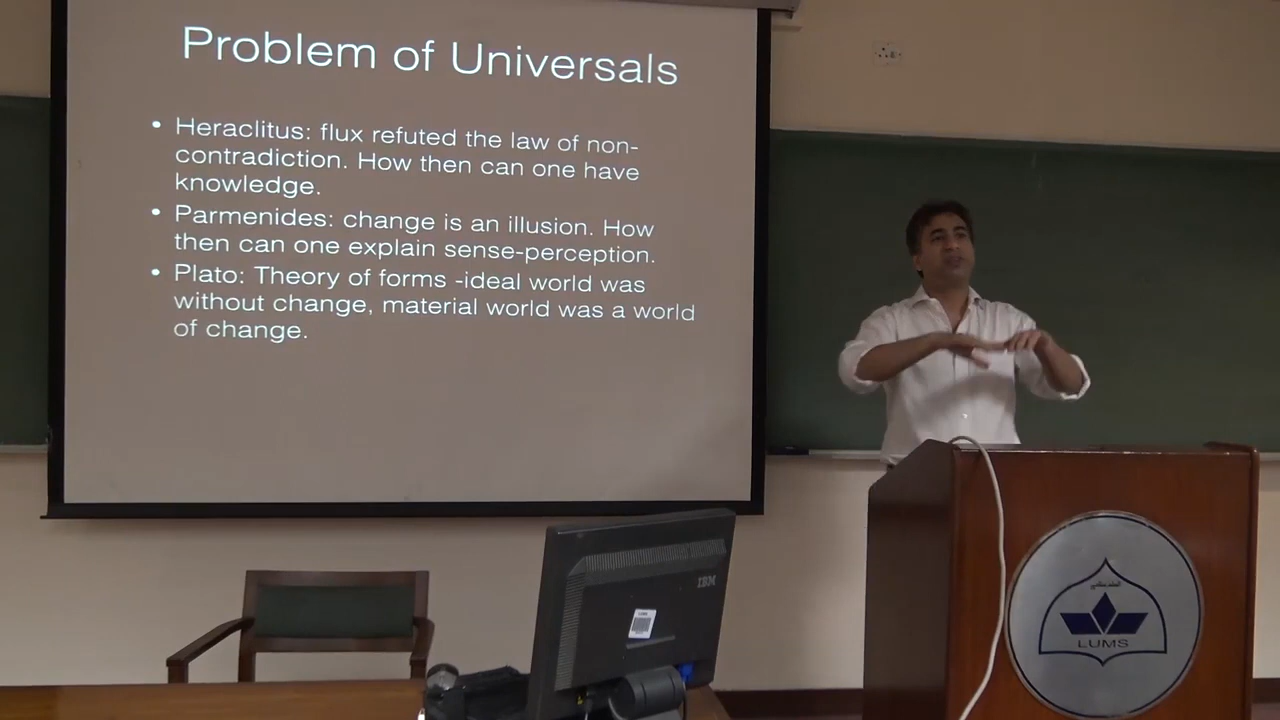 Problem of Universals
• Heraclitus: flux refuted the law of non-
contradiction. How then can one have
knowledge.
• Parmenides: change is an illusion. How
then can one explain sense-perception.
• Plato: Theory of forms -ideal world was
without change, material world was a world
of change.
IBM
LUMS